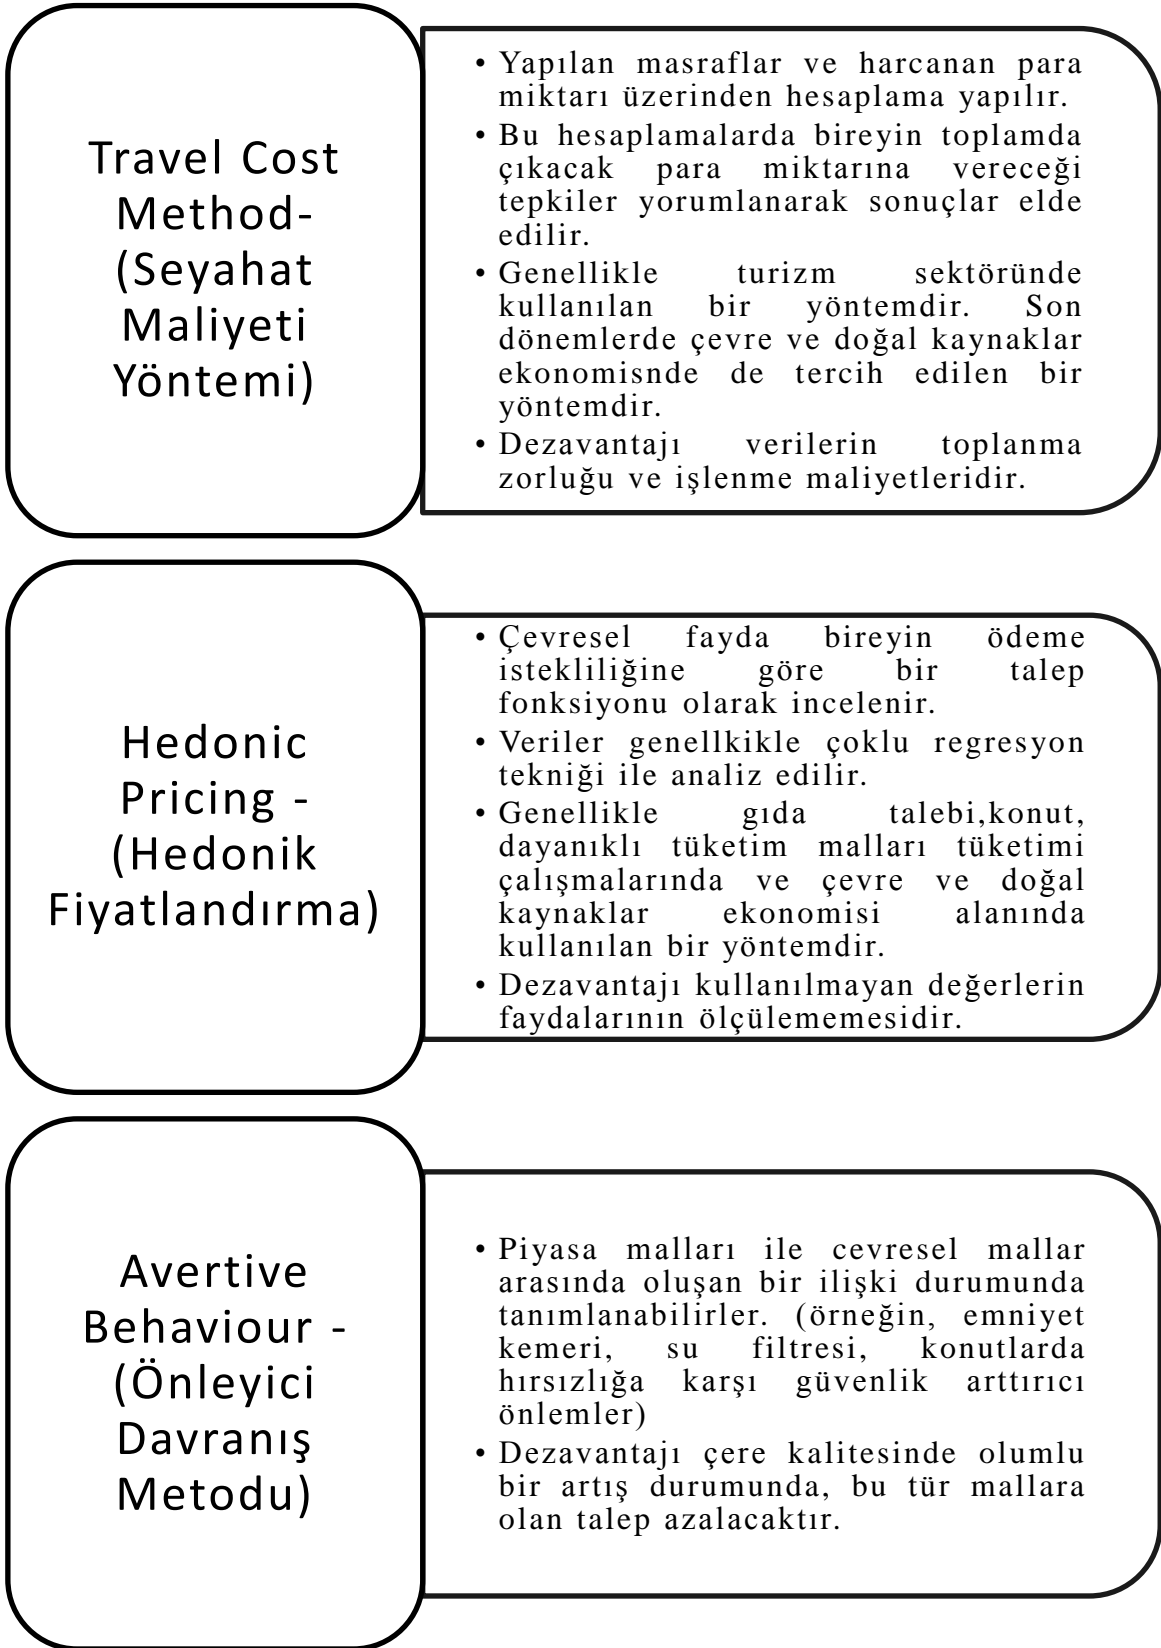 Travel Cost
Method-
(Seyahat
Maliyeti
Yöntemi)
• Yapılan masraflar ve harcanan para
miktarı üzerinden hesaplama yapılır.
• Bu hesaplamalarda bireyin toplamda
çıkacak para miktarına vereceği
tepkiler yorumlanarak sonuçlar elde
edilir.
• Genellikle turizm sektöründe
kullanılan bir yöntemdir. Son
dönemlerde çevre ve doğal kaynaklar
ekonomisnde de tercih edilen bir
yöntemdir.
• Dezavantajı verilerin toplanma
zorluğu ve işlenme maliyetleridir.
Hedonic
Pricing -
(Hedonik
Fiyatlandırma)
• Çevresel fayda bireyin ödeme
istekliliğine göre bir talep
fonksiyonu olarak incelenir.
• Veriler genellkikle çoklu regresyon
tekniği ile analiz edilir.
• Genellikle gıda talebi,konut,
dayanıklı tüketim malları tüketimi
çalışmalarında ve çevre ve doğal
kaynaklar ekonomisi alanında
kullanılan bir yöntemdir.
• Dezavantajı kullanılmayan değerlerin
faydalarının ölçülememesidir.
Avertive
Behaviour -
(Önleyici
Davranış
Metodu)
• Piyasa malları ile cevresel mallar
arasında oluşan bir ilişki durumunda
tanımlanabilirler. (örneğin, emniyet
kemeri, su filtresi, konutlarda
hırsızlığa karşı güvenlik arttırıcı
önlemler)
• Dezavantajı çere kalitesinde olumlu
bir artış durumunda, bu tür mallara
olan talep azalacaktır.